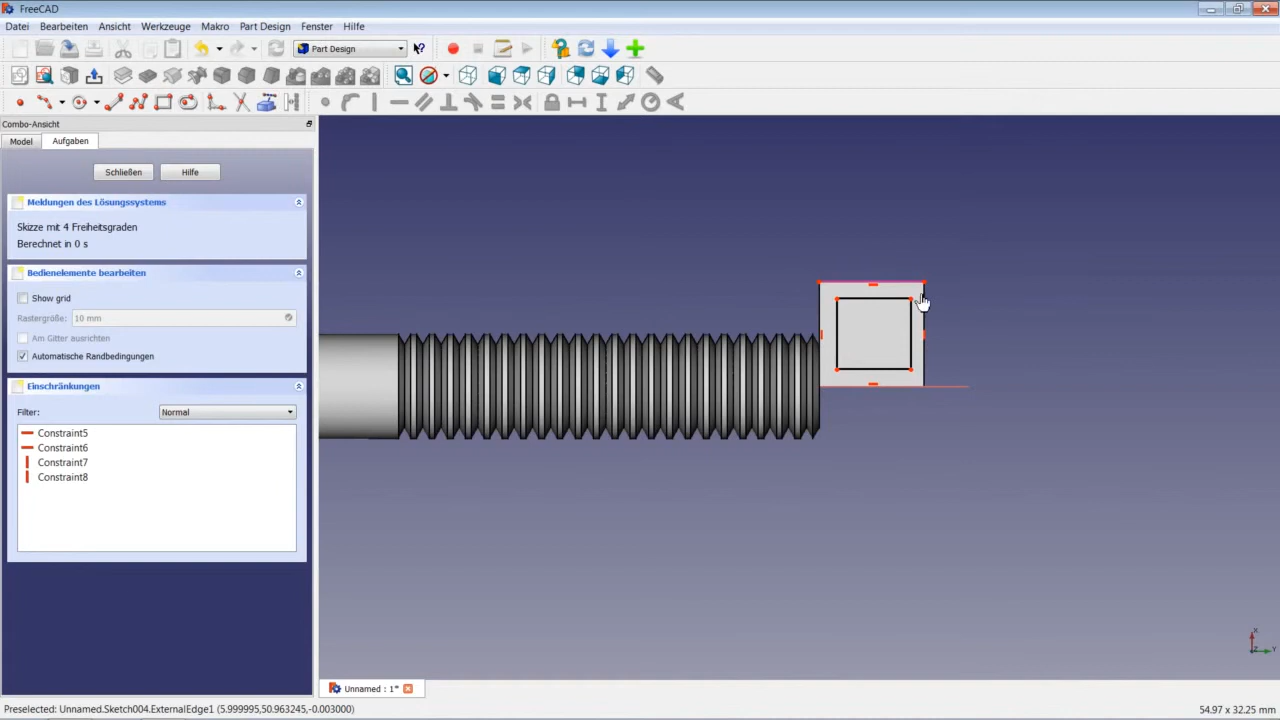 FreeCAD
Datei Bearbeiten Ansicht Werkzeuge Makro Part Design Fenster Hilfe
Part Design
Combo-Ansicht
Model Aufgaben
Schließen Hilfe
Meldungen des Lösungssystems
Skizze mit 4 Freiheitsgraden
Berechnet in 0 s
Bedienelemente bearbeiten
Show grid
Rastergröße: 10 mm
Am Gitter ausrichten
Automatische Randbedingungen
Einschränkungen
Filter: Normal
Constraint5
Constraint6
Constraint7
Constraint8
X
Z Y
Unnamed : 1*
Preselected: Unnamed.Sketch004.ExternalEdge1 (5.999995,50.963245,-0.003000) 54.97 x 32.25 mm